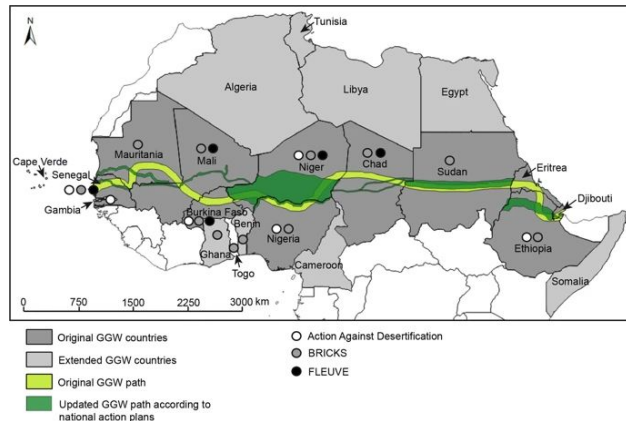 Tunisia
N
Algeria
Libya
Egypt
Mauritania
Mali
Niger
Chad
Sudan
Cape Verde
Senegal
Eritrea
Gambia
Djibouti
Burkina Faso
Benin
Nigeria
Ethiopia
Ghana
Togo
Cameroon
Somalia
0 750 1500 2250 3000 km
Original GGW countries
Extended GGW countries
Original GGW path
Updated GGW path according to
national action plans
Action Against Desertification
BRICKS
FLEUVE